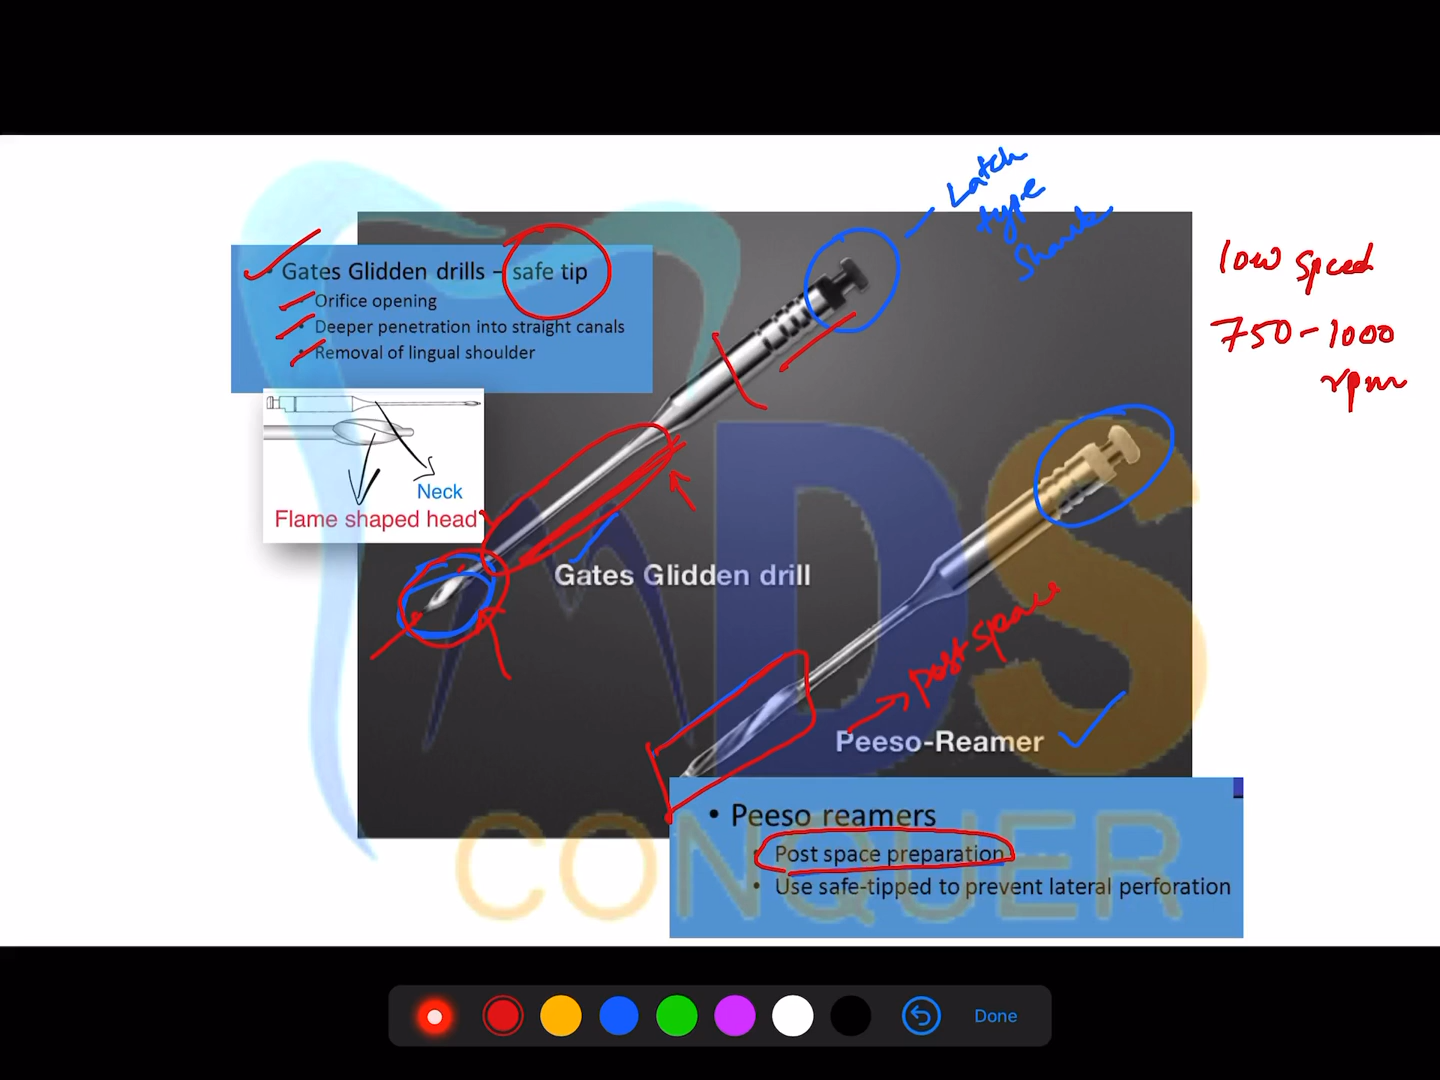 Latch
type
Shank
low speed
750-1000
rpm
• Gates Glidden drills – safe tip
• Orifice opening
• Deeper penetration into straight canals
• Removal of lingual shoulder
Neck
Flame shaped head
Gates Glidden drill
post space
Peeso-Reamer
• Peeso reamers
• Post space preparation
• Use safe-tipped to prevent lateral perforation
MDS
CONQUER
Done